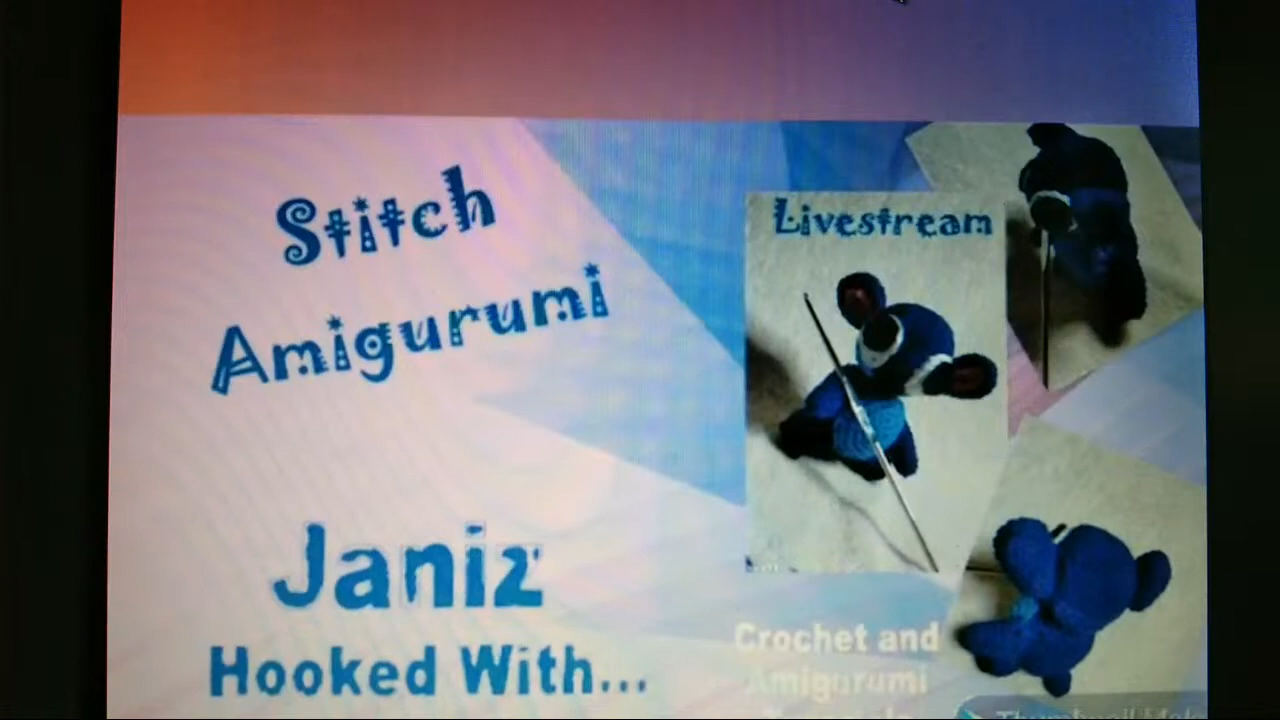 Stitch
Amigurumi
Livestream
Janiz
Hooked With...
Crochet and
Amigurumi